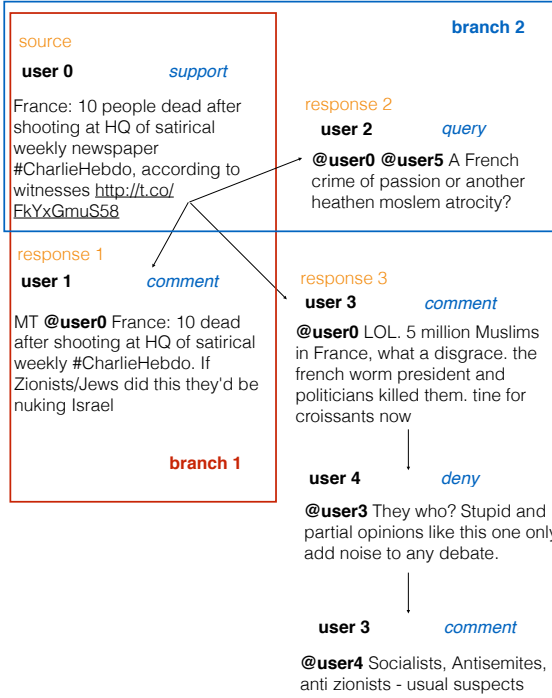 branch 2
source
user 0 support
France: 10 people dead after
shooting at HQ of satirical
weekly newspaper
#CharlieHebdo, according to
witnesses http://t.co/
FkYxGmuS58
response 2
user 2 query
@user0 @user5 A French
crime of passion or another
heathen moslem atrocity?
response 1
user 1 comment
MT @user0 France: 10 dead
after shooting at HQ of satirical
weekly #CharlieHebdo. If
Zionists/Jews did this they'd be
nuking Israel
branch 1
response 3
user 3 comment
@user0 LOL. 5 million Muslims
in France, what a disgrace. the
french worm president and
politicians killed them. tine for
croissants now
user 4 deny
@user3 They who? Stupid and
partial opinions like this one only
add noise to any debate.
user 3 comment
@user4 Socialists, Antisemites,
anti zionists - usual suspects